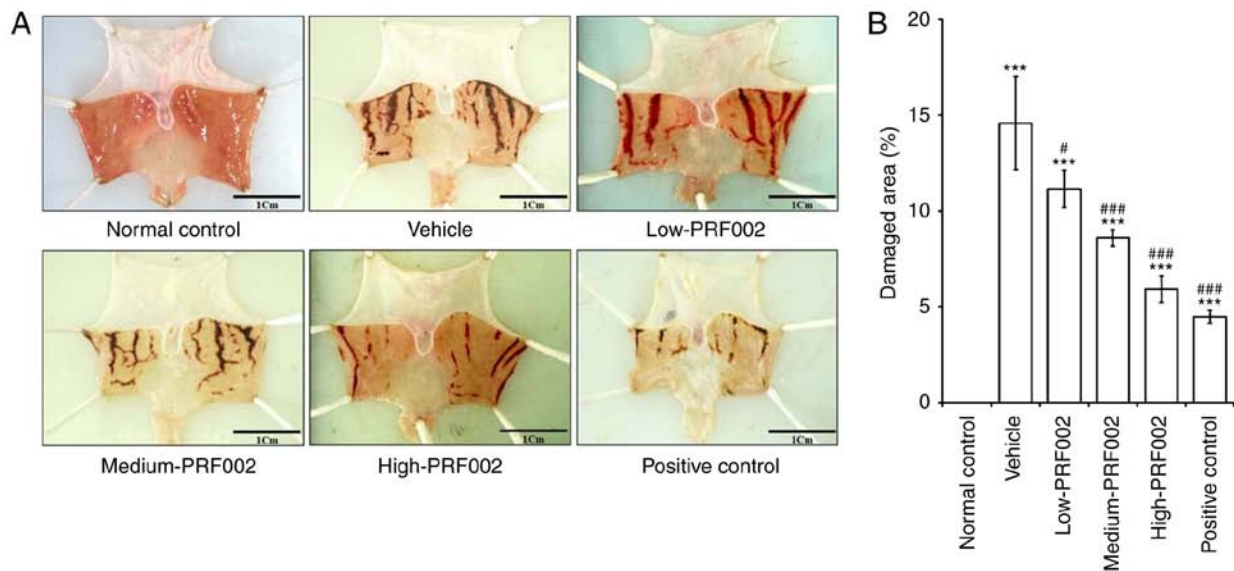 A
1Cm
1Cm
1Cm
Normal control
Vehicle
Low-PRF002
1Cm
1Cm
1Cm
Medium-PRF002
High-PRF002
Positive control
B
Damaged area (%)
20
15
10
5
0
***
#
***
###
***
###
***
###
***
Normal control
Vehicle
Low-PRF002
Medium-PRF002
High-PRF002
Positive control